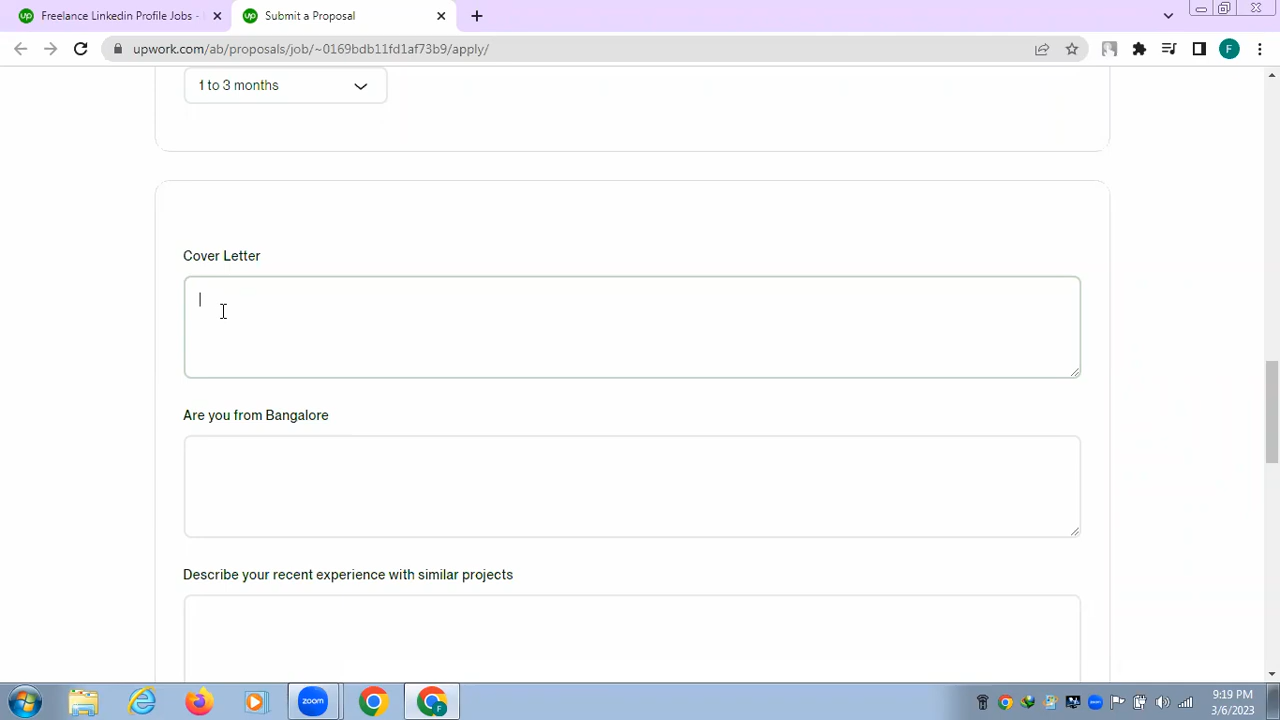 Freelance Linkedin Profile Jobs -
Submit a Proposal
upwork.com/ab/proposals/job/~0169bdb11fd1af73b9/apply/
F
1 to 3 months
Cover Letter
Are you from Bangalore
Describe your recent experience with similar projects
zoom
F
9:19 PM
3/6/2023